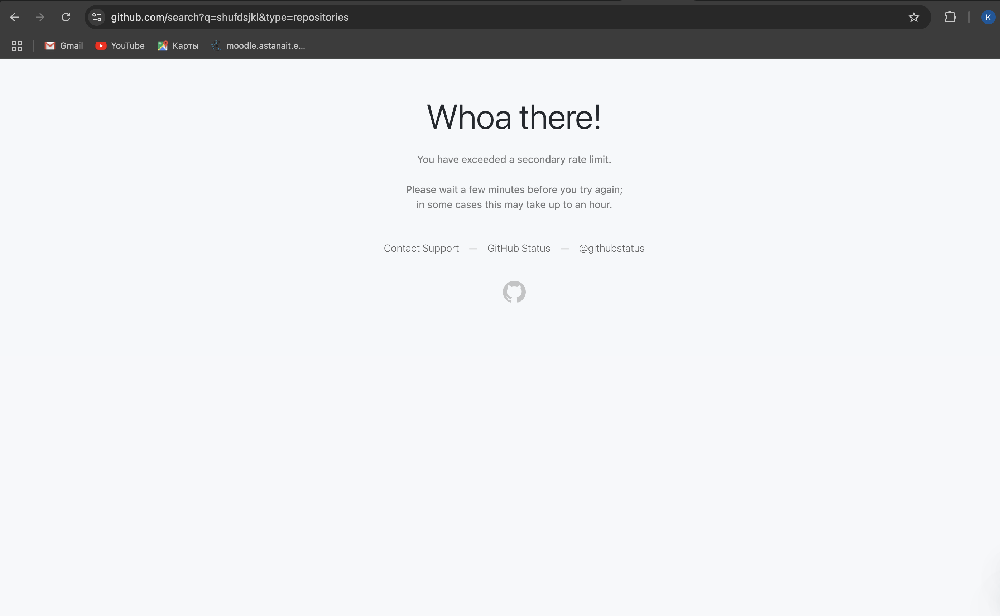 github.com/search?q=shufdsjkl&type=repositories
K
Gmail
YouTube
Карты
moodle.astanait.e...
Whoa there!
You have exceeded a secondary rate limit.
Please wait a few minutes before you try again;
in some cases this may take up to an hour.
Contact Support — GitHub Status — @githubstatus